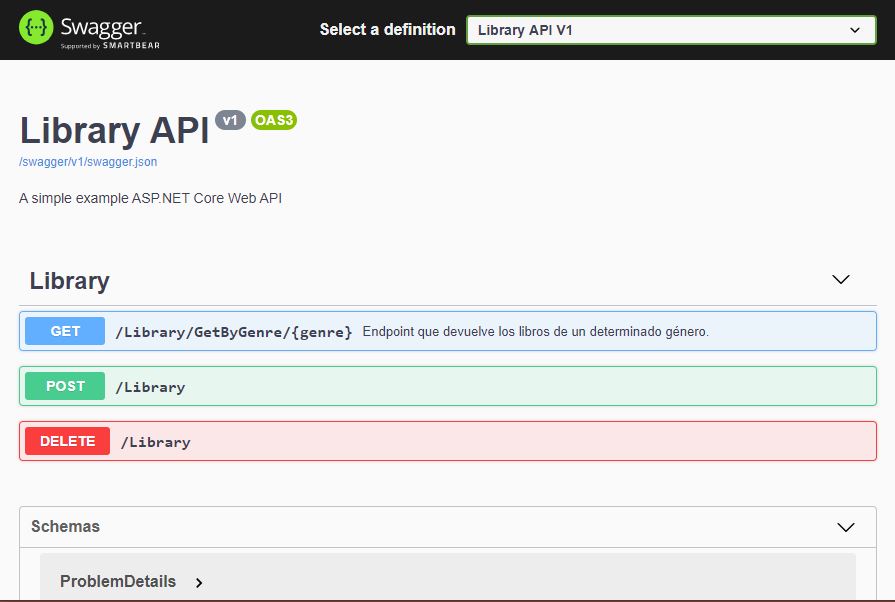 Swagger
Supported by SMARTBEAR
Select a definition
Library API V1
Library API v1 OAS3
/swagger/v1/swagger.json
A simple example ASP.NET Core Web API
Library
GET /Library/GetByGenre/{genre} Endpoint que devuelve los libros de un determinado género.
POST /Library
DELETE /Library
Schemas
ProblemDetails